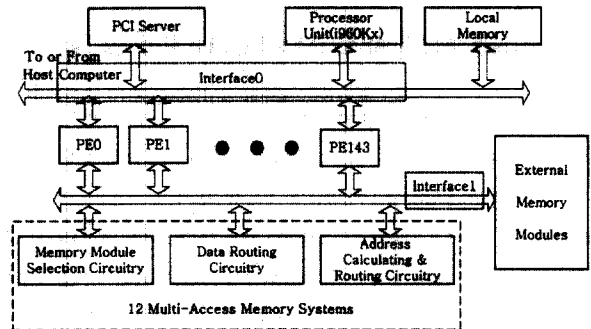 PCI Server
Processor
Unit(i960Kx)
Local
Memory
To or From
Host Computer
Interface0
PE0
PE1
PE143
Interface1
External
Memory
Modules
Memory Module
Selection Circuitry
Data Routing
Circuitry
Address
Calculating &
Routing Circuitry
12 Multi-Access Memory Systems